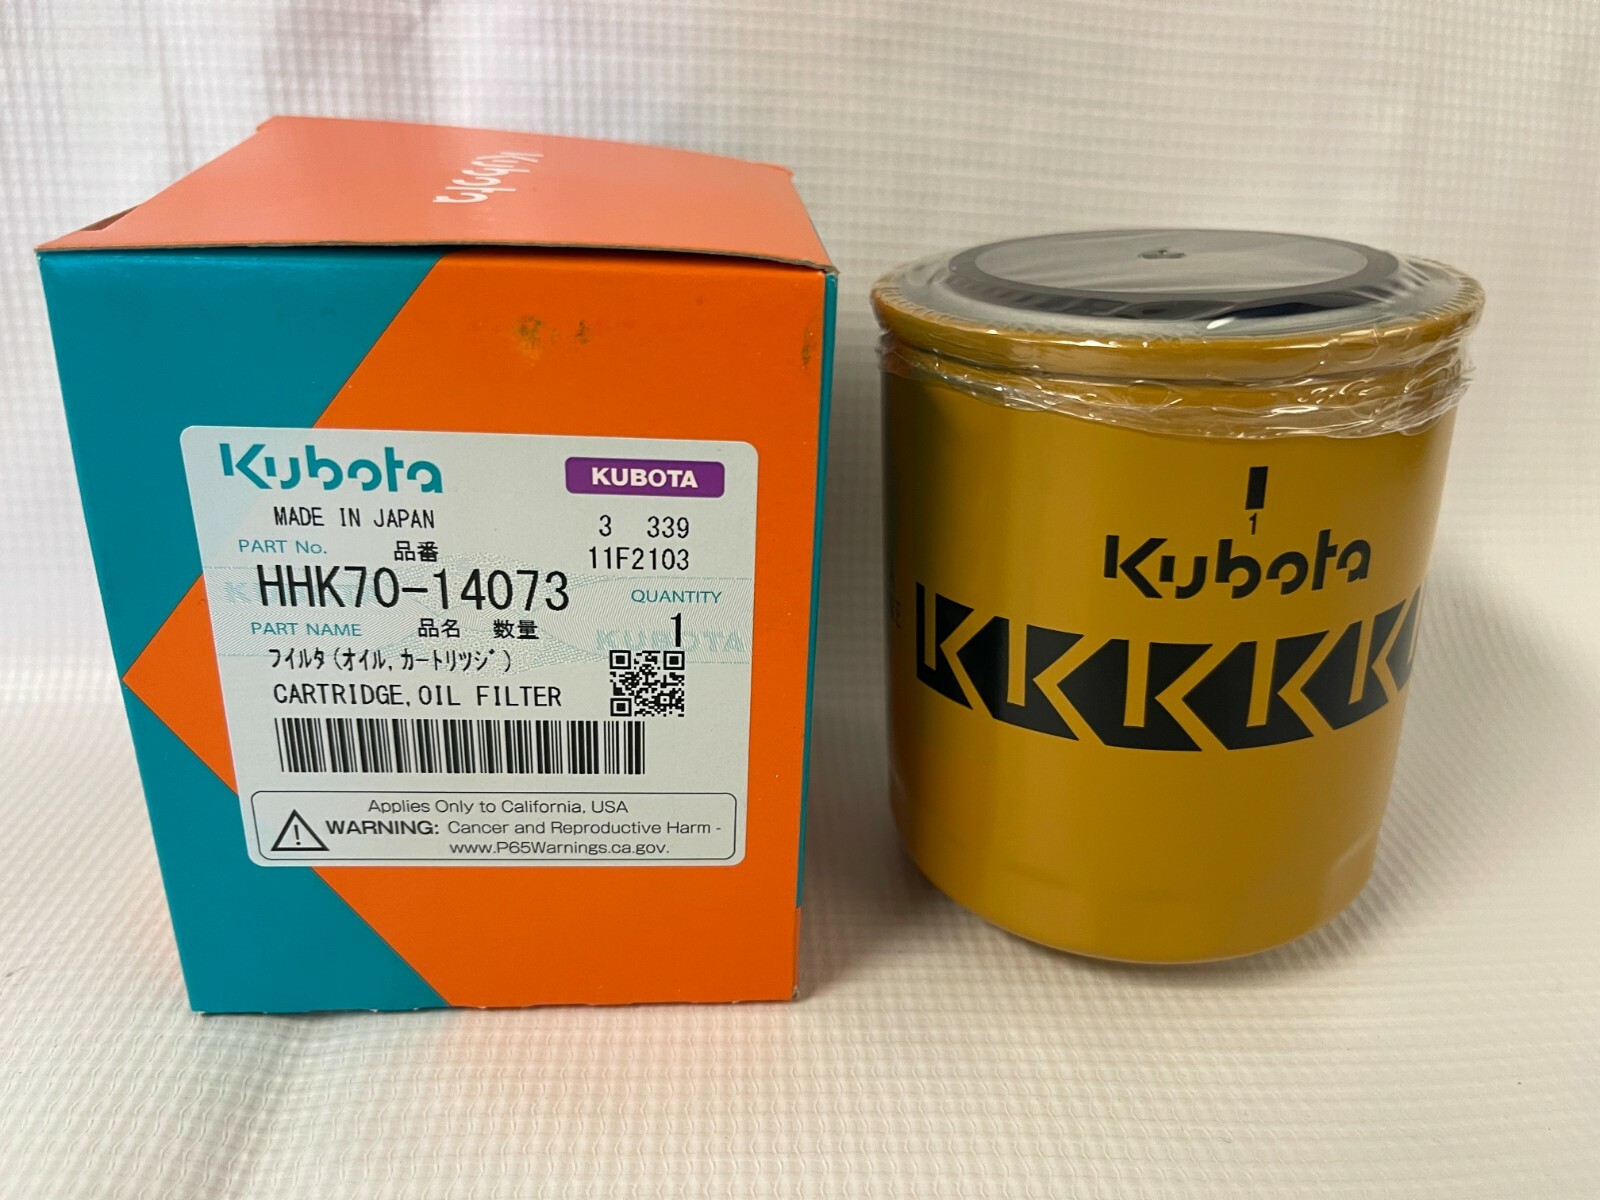 Kubota
Kubota
KUBOTA
MADE IN JAPAN
3 339
PART No. 品番
11F2103
HHK70-14073
QUANTITY
1
PART NAME 品名 数量
フイルタ(オイル,カートリツジ)
CARTRIDGE,OIL FILTER
Applies Only to California, USA
WARNING: Cancer and Reproductive Harm -
www.P65Warnings.ca.gov.
1
Kubota
KKKKK